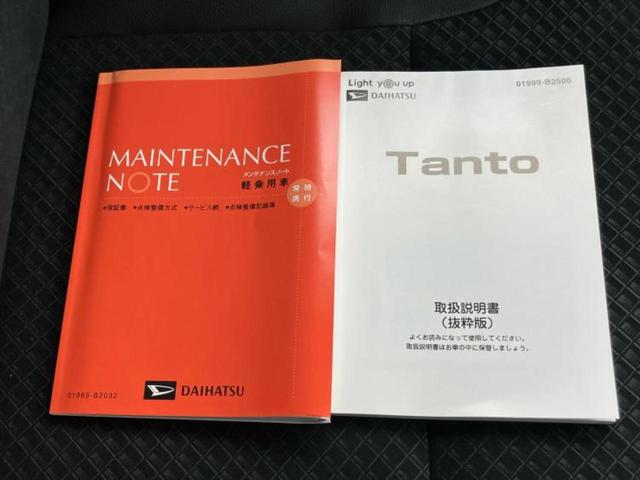 MAINTENANCE
NOTE
メンテナンスノート
軽乗用車
常時
携行
●保証書 ●点検整備方式 ●サービス網 ●点検整備記録簿
01999-B2032
DAIHATSU
Light you up
DAIHATSU
01999-B2500
Tanto
取扱説明書
（抜粋版）
よくお読みになって使用してください。
取扱説明書はお車の中に保管しましょう。